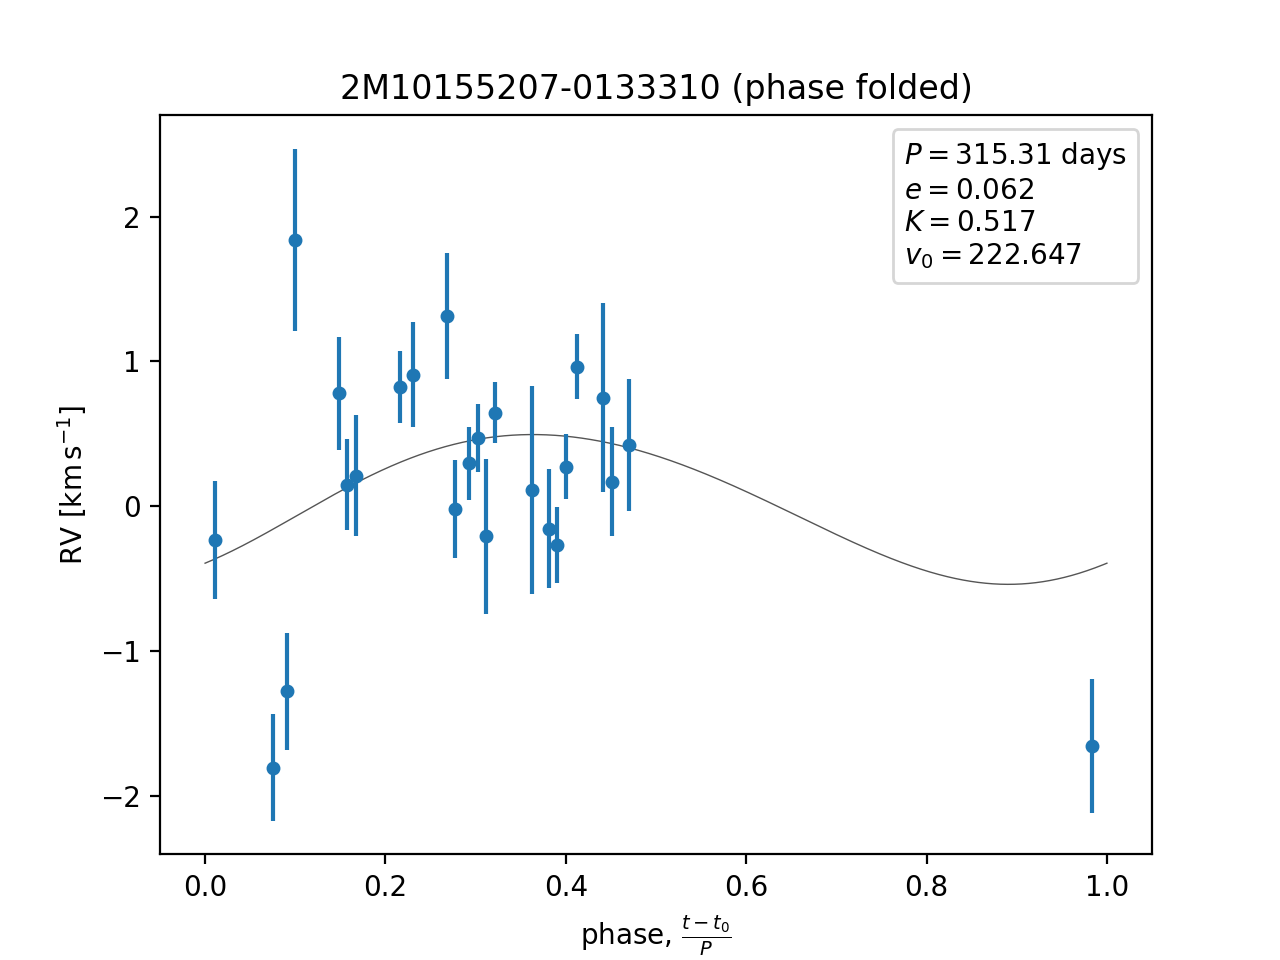 2M10155207-0133310 (phase folded)
P = 315.31 days
e = 0.062
K = 0.517
v₀ = 222.647
2
1
0
−1
−2
RV [km s⁻¹]
0.0 0.2 0.4 0.6 0.8 1.0
phase, (t − t₀)/P